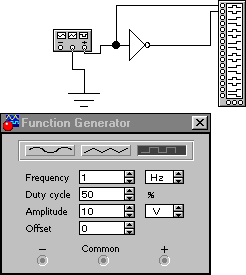 Function Generator
Frequency 1 Hz
Duty cycle 50 %
Amplitude 10 V
Offset 0
− Common +